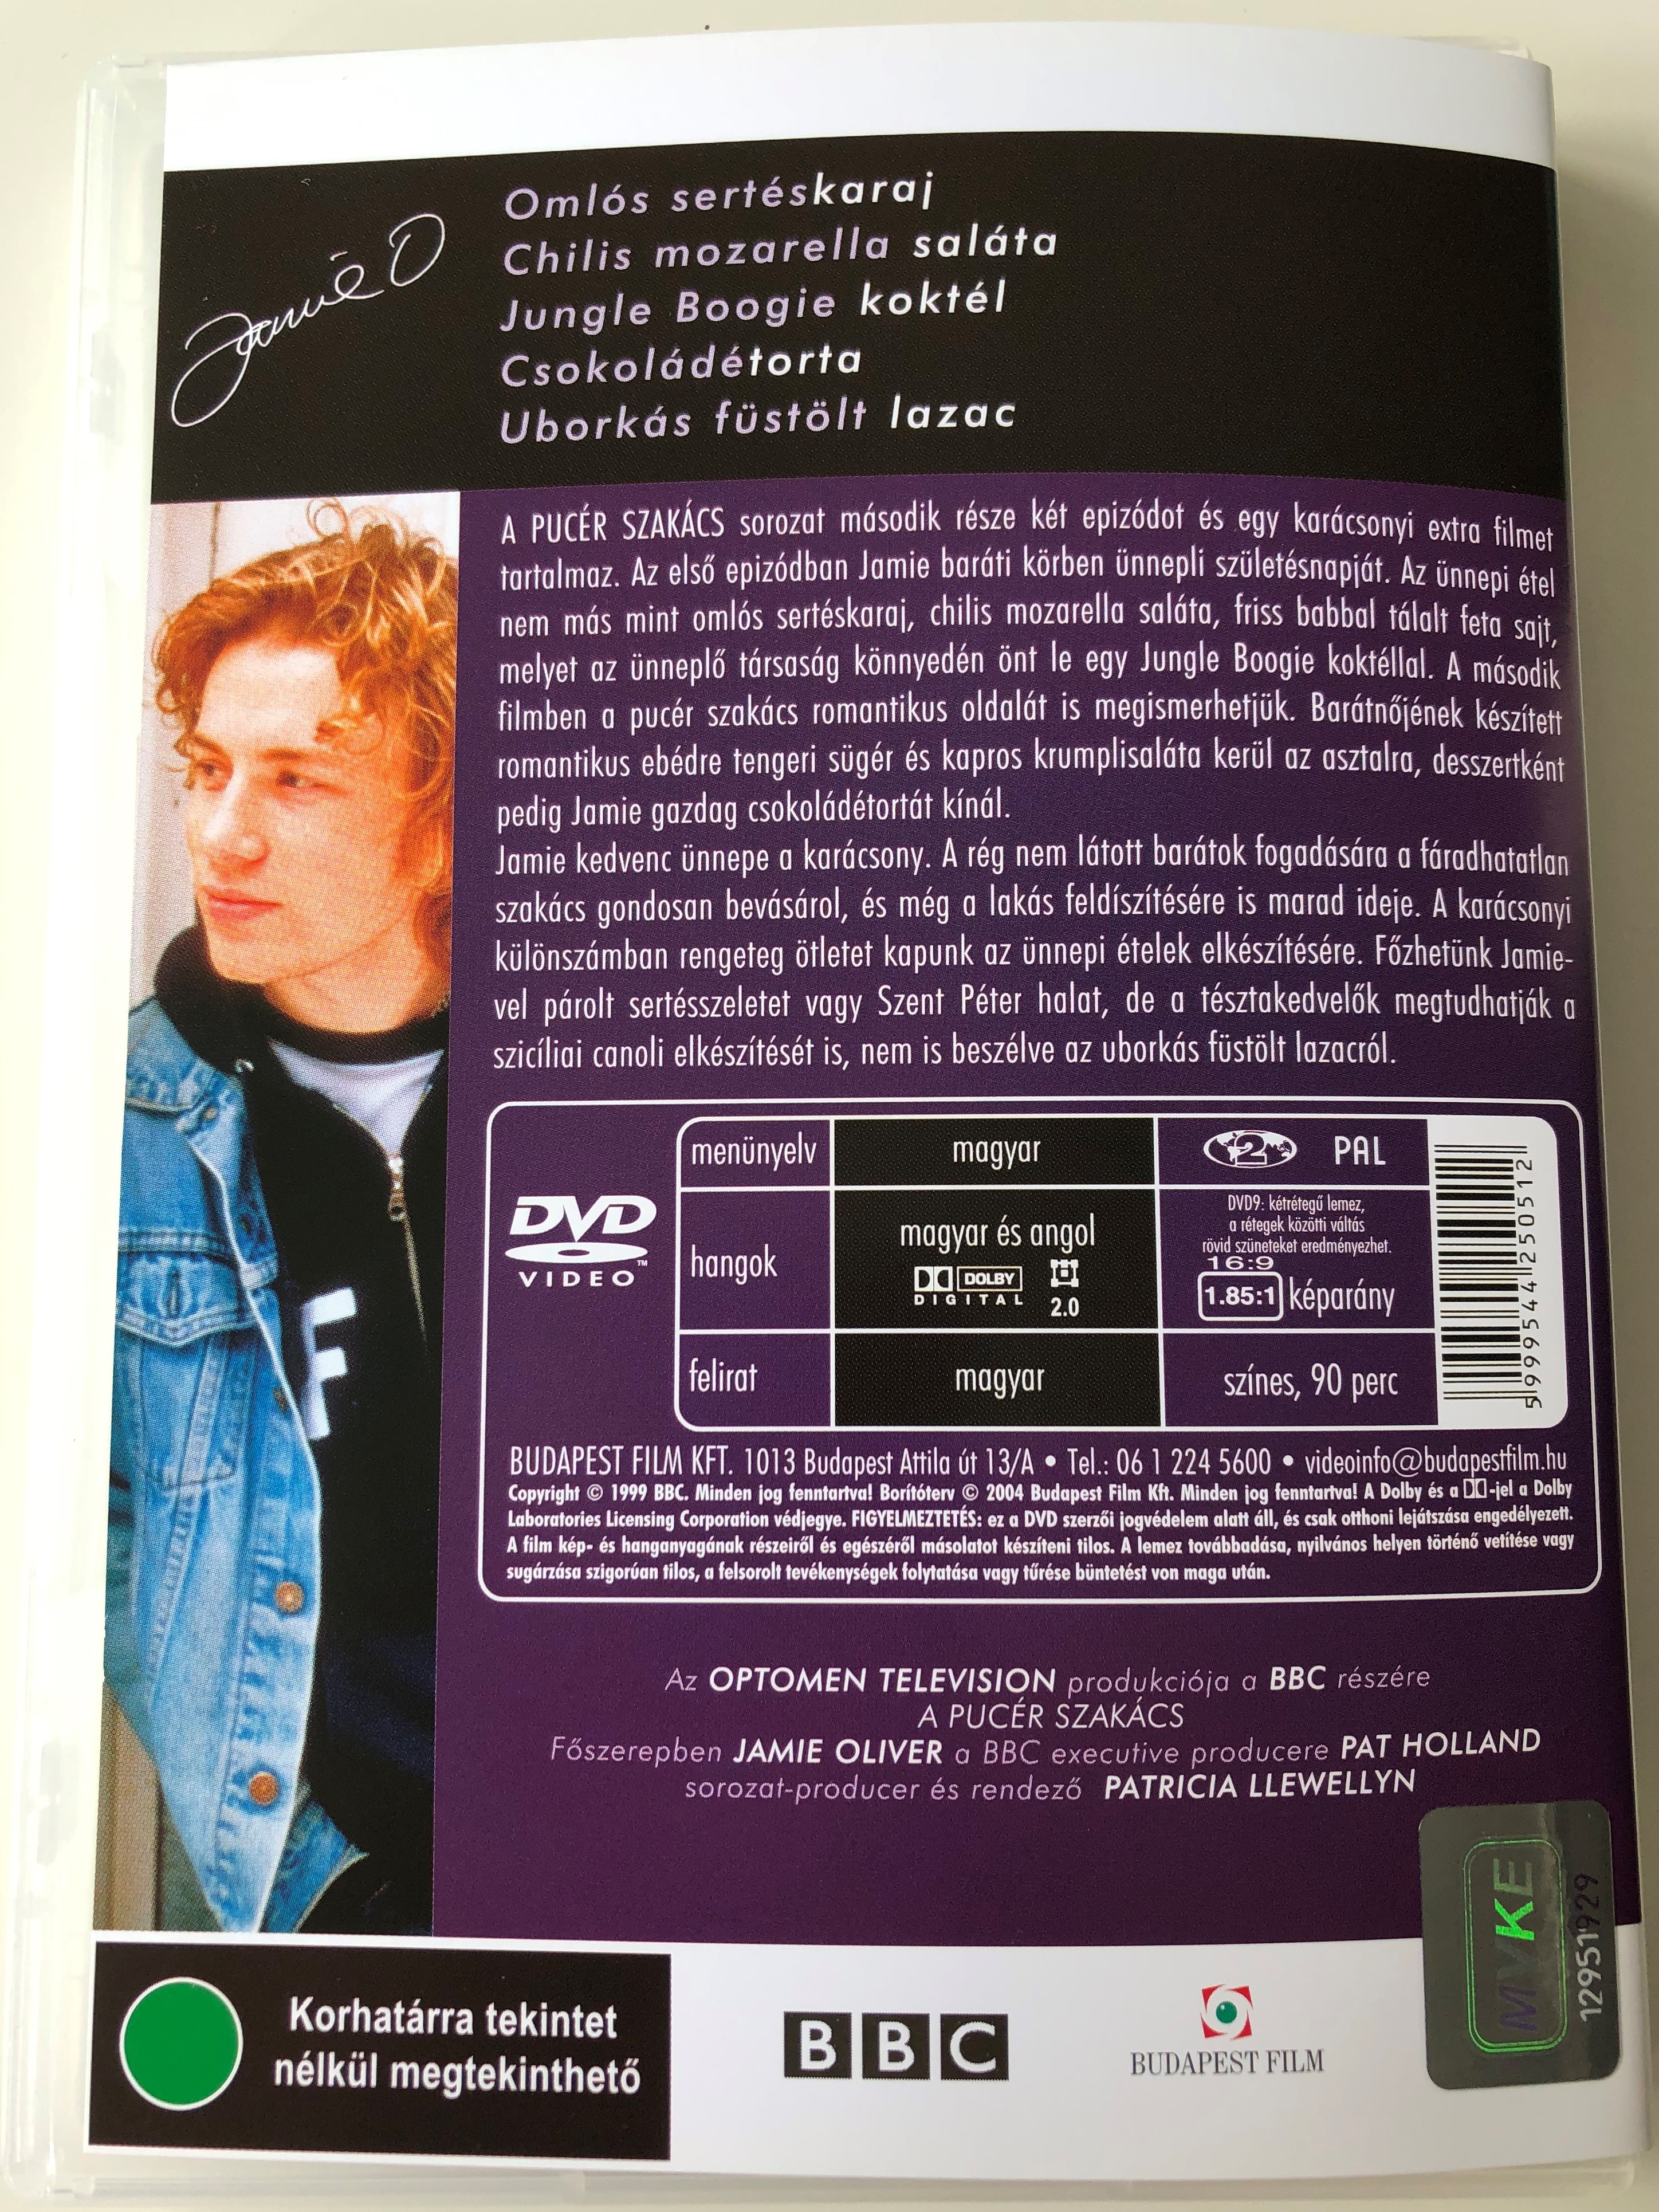 Jamie O
Omlós sertéskaraj
Chilis mozarella saláta
Jungle Boogie koktél
Csokoládétorta
Uborkás füstölt lazac
A PUCÉR SZAKÁCS sorozat második része két epizódot és egy karácsonyi extra filmet
tartalmaz. Az első epizódban Jamie baráti körben ünnepli születésnapját. Az ünnepi étel
nem más mint omlós sertéskaraj, chilis mozarella saláta, friss babbal tálalt feta sajt,
melyet az ünneplő társaság könnyedén önt le egy Jungle Boogie koktéllal. A második
filmben a pucér szakács romantikus oldalát is megismerhetjük. Barátnőjének készített
romantikus ebédre tengeri sügér és kapros krumplisaláta kerül az asztalra, desszertként
pedig Jamie gazdag csokoládétortát kínál.
Jamie kedvenc ünnepe a karácsony. A rég nem látott barátok fogadására a fáradhatatlan
szakács gondosan bevásárol, és még a lakás feldíszítésére is marad ideje. A karácsonyi
különszámban rengeteg ötletet kapunk az ünnepi ételek elkészítésére. Főzhetünk Jamie-
vel párolt sertésszeletet vagy Szent Péter halat, de a tésztakedvelők megtudhatják a
szicíliai canoli elkészítését is, nem is beszélve az uborkás füstölt lazacról.
DVD
VIDEO™
menünyelv
magyar
2 PAL
hangok
magyar és angol
DOLBY
DIGITAL 2.0
DVD9: kétrétegű lemez,
a rétegek közötti váltás
rövid szüneteket eredményezhet.
16:9
1.85:1 képarány
felirat
magyar
színes, 90 perc
5 999544 250512
F
BUDAPEST FILM KFT. 1013 Budapest Attila út 13/A • Tel.: 06 1 224 5600 • videoinfo@budapestfilm.hu
Copyright © 1999 BBC. Minden jog fenntartva! Borítóterv © 2004 Budapest Film Kft. Minden jog fenntartva! A Dolby és a -jel a Dolby
Laboratories Licensing Corporation védjegye. FIGYELMEZTETÉS: ez a DVD szerzői jogvédelem alatt áll, és csak otthoni lejátszása engedélyezett.
A film kép- és hanganyagának részeiről és egészéről másolatot készíteni tilos. A lemez továbbadása, nyilvános helyen történő vetítése vagy
sugárzása szigorúan tilos, a felsorolt tevékenységek folytatása vagy tűrése büntetést von maga után.
Az OPTOMEN TELEVISION produkciója a BBC részére
A PUCÉR SZAKÁCS
Főszerepben JAMIE OLIVER a BBC executive producere PAT HOLLAND
sorozat-producer és rendező PATRICIA LLEWELLYN
Korhatárra tekintet
nélkül megtekinthető
BBC
BUDAPEST FILM
MVKE
12951929